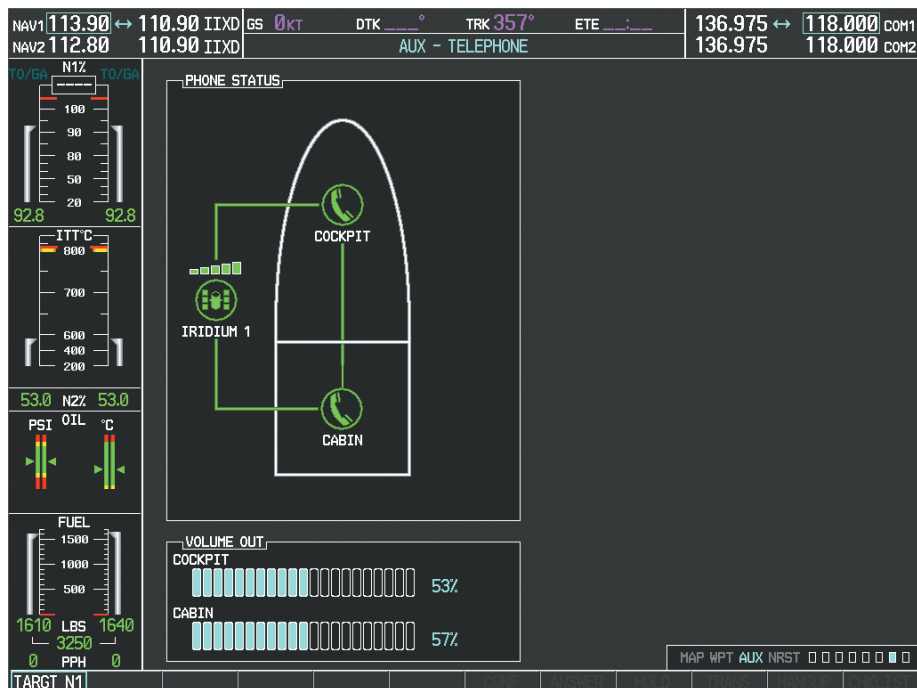 NAV1 113.90 ↔ 110.90 IIXD GS 0KT DTK ___° TRK 357° ETE __:__ 136.975 ↔ 118.000 COM1
NAV2 112.80 110.90 IIXD AUX - TELEPHONE 136.975 118.000 COM2
TO/GA N1% TO/GA
----
100
90
80
50
20
92.8 92.8
ITT°C
800
700
600
400
200
53.0 N2% 53.0
PSI OIL °C
FUEL
1500
1000
500
1610 LBS 1640
3250
0 PPH 0
PHONE STATUS
COCKPIT
IRIDIUM 1
CABIN
VOLUME OUT
COCKPIT
53%
CABIN
57%
MAP WPT AUX NRST
TARGT N1 CONF ANSWER HOLD TRANS HANGUP CHKLIST